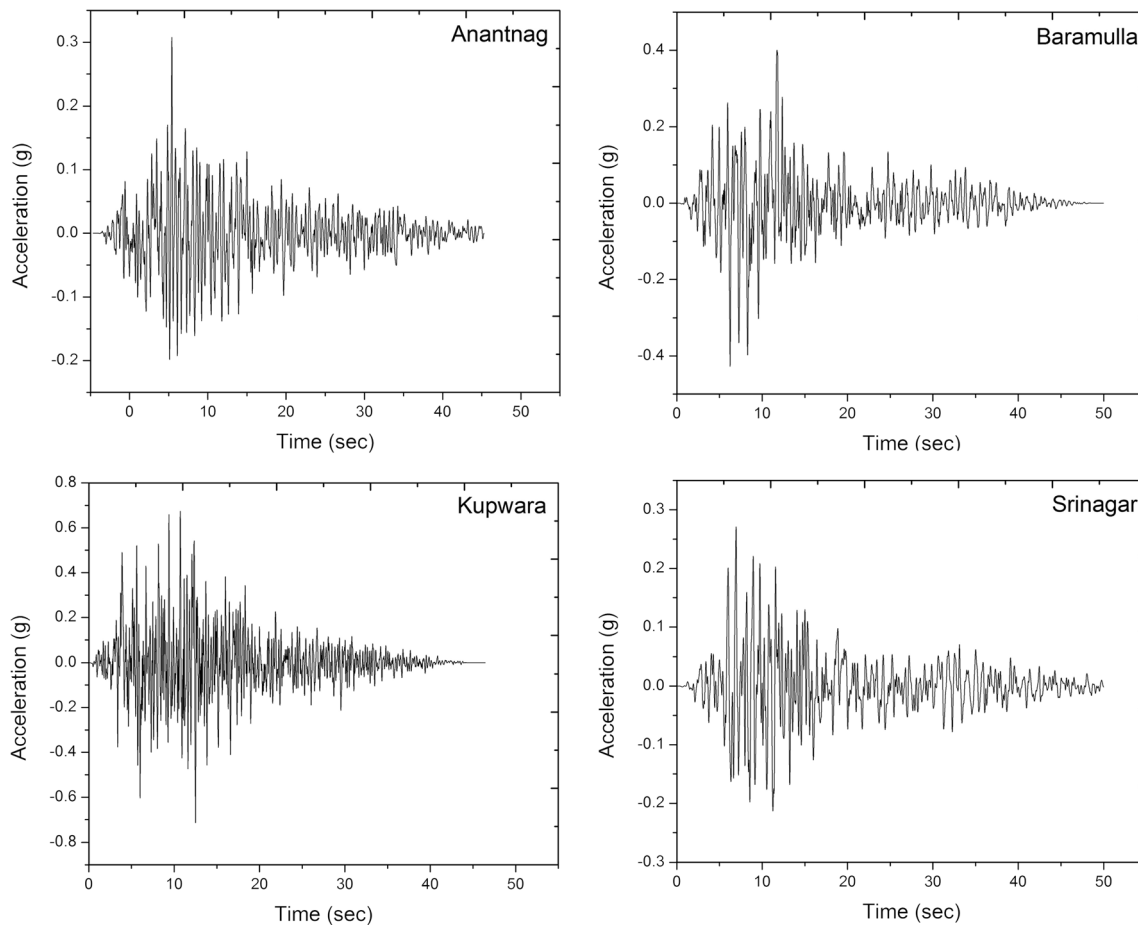 Anantnag
0.3
0.2
0.1
0.0
-0.1
-0.2
Acceleration (g)
0 10 20 30 40 50
Time (sec)
Baramulla
0.4
0.2
0.0
-0.2
-0.4
Acceleration (g)
0 10 20 30 40 50
Time (sec)
Kupwara
0.8
0.6
0.4
0.2
0.0
-0.2
-0.4
-0.6
-0.8
Acceleration (g)
0 10 20 30 40 50
Time (sec)
Srinagar
0.3
0.2
0.1
0.0
-0.1
-0.2
-0.3
Acceleration (g)
0 10 20 30 40 50
Time (sec)